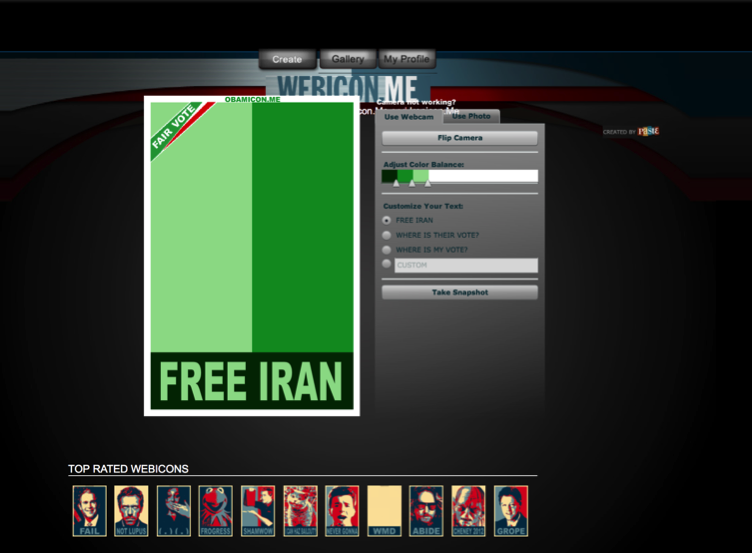 Create
Gallery
My Profile
WEBICON.ME
Camera not working?
OBAMICON.ME
FAIR VOTE
Use Webcam
Use Photo
CREATED BY Paste
Flip Camera
Adjust Color Balance:
Customize Your Text:
FREE IRAN
WHERE IS THEIR VOTE?
WHERE IS MY VOTE?
CUSTOM
Take Snapshot
FREE IRAN
TOP RATED WEBICONS
FAIL
NOT LUPUS
(.)(.)
FROGRESS
SHAMWOW
NEVER GONNA
WMD
ABIDE
CHENEY 2012
GROPE